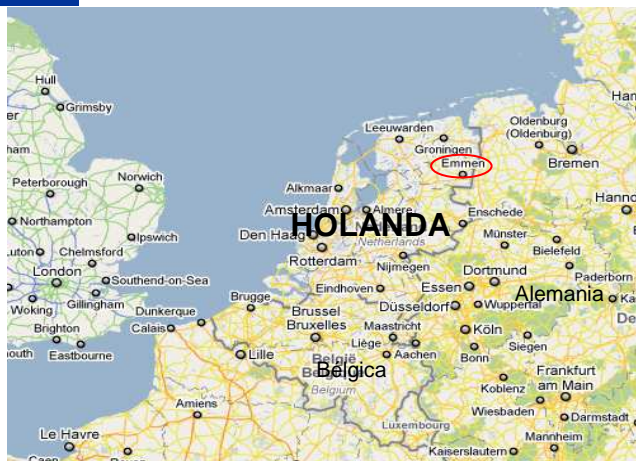 Hull
Grimsby
Leeuwarden
Groningen
Emmen
Oldenburg
(Oldenburg)
Bremen
Norwich
Peterborough
Northampton
Ipswich
Chelmsford
London
Southend-on-Sea
Gillingham
Woking
Brighton
Eastbourne
Alkmaar
Amsterdam
Almere
HOLANDA
Den Haag
Netherlands
Rotterdam
Nijmegen
Enschede
Münster
Bielefeld
Paderborn
Eindhoven
Essen
Dortmund
Alemania
Düsseldorf
Wuppertal
Brugge
Dunkerque
Calais
Brussel
Bruxelles
Maastricht
Liège
Aachen
Köln
Bonn
Siegen
Lille
België
Bélgica
Belgium
Koblenz
Frankfurt
am Main
Wiesbaden
Darmstadt
Amiens
Luxembourg
Mannheim
Le Havre
Kaiserslautern